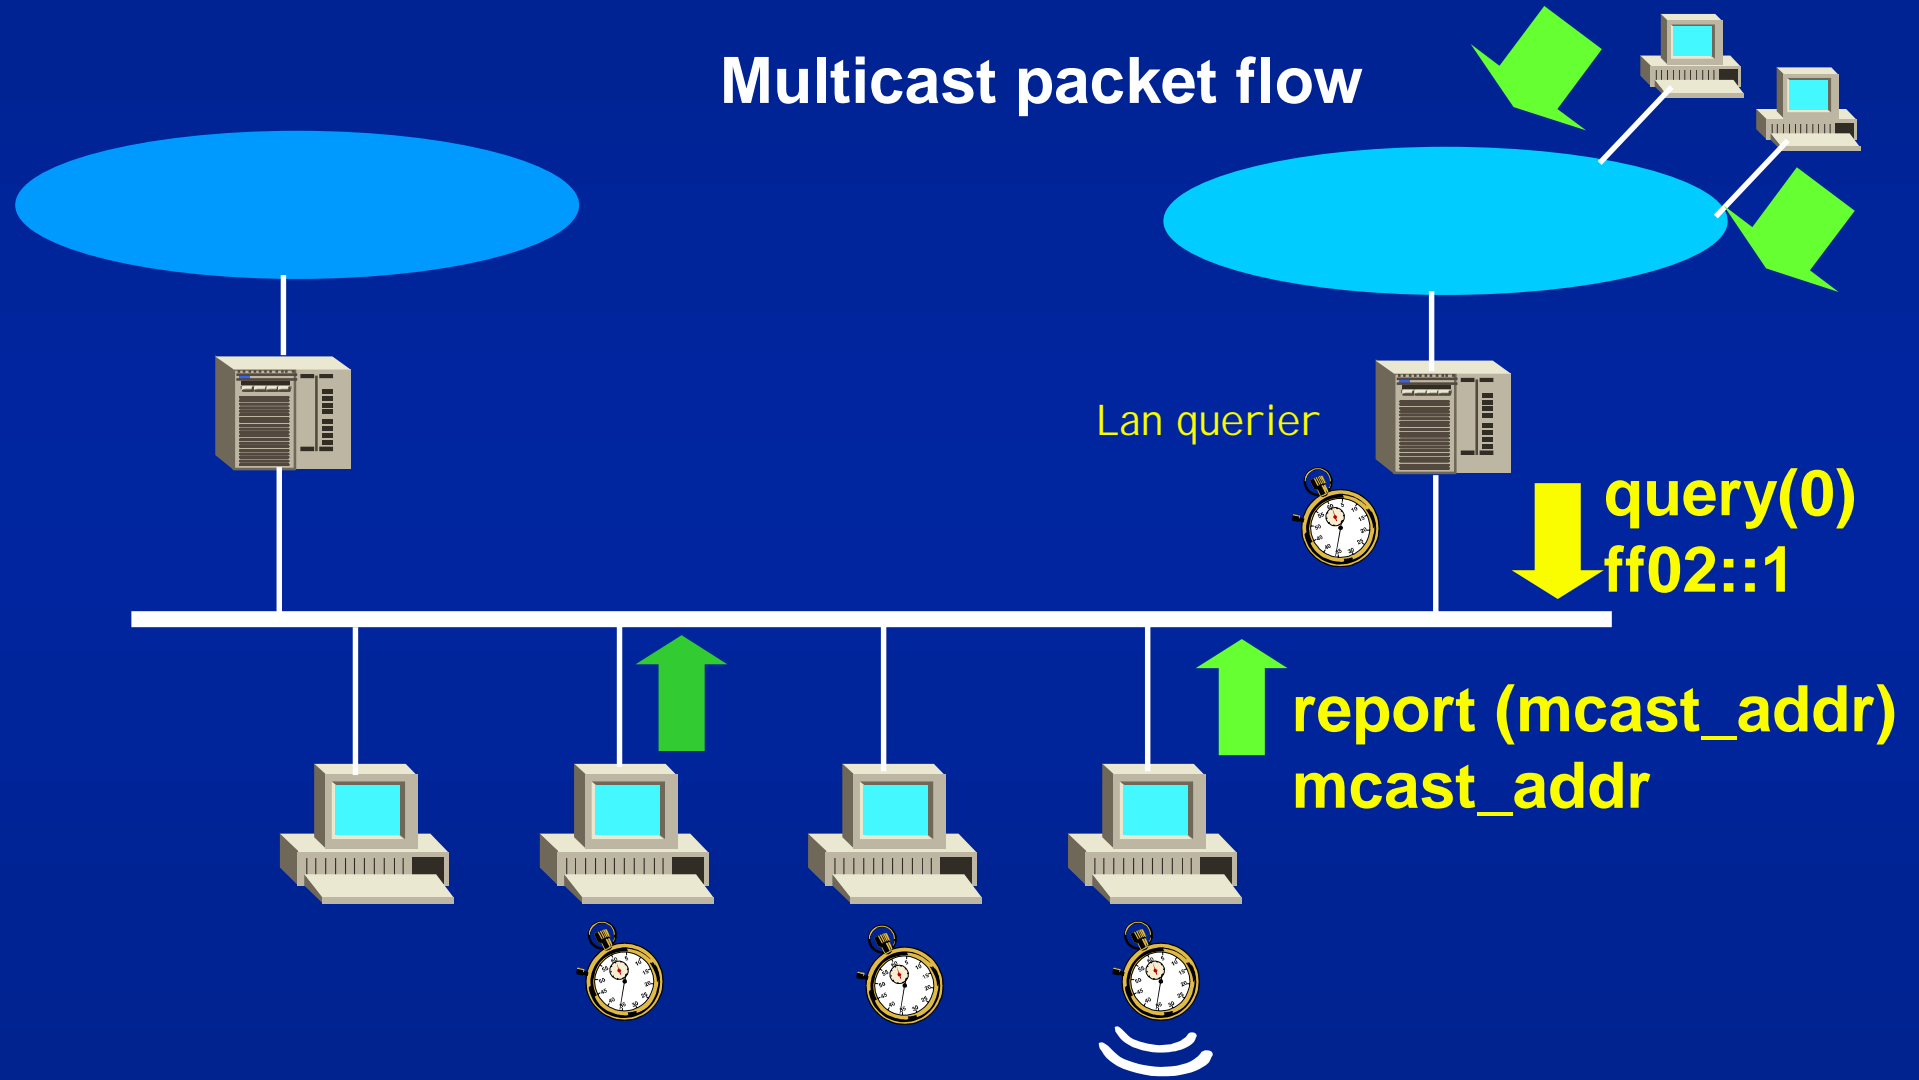 Multicast packet flow
Lan querier
query(0)
ff02::1
report (mcast_addr)
mcast_addr